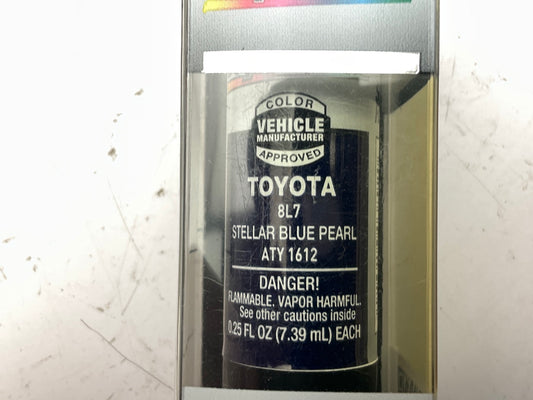 COLOR
VEHICLE
MANUFACTURER
APPROVED
TOYOTA
8L7
STELLAR BLUE PEARL
ATY 1612
DANGER!
FLAMMABLE. VAPOR HARMFUL.
See other cautions inside
0.25 FL OZ (7.39 mL) EACH